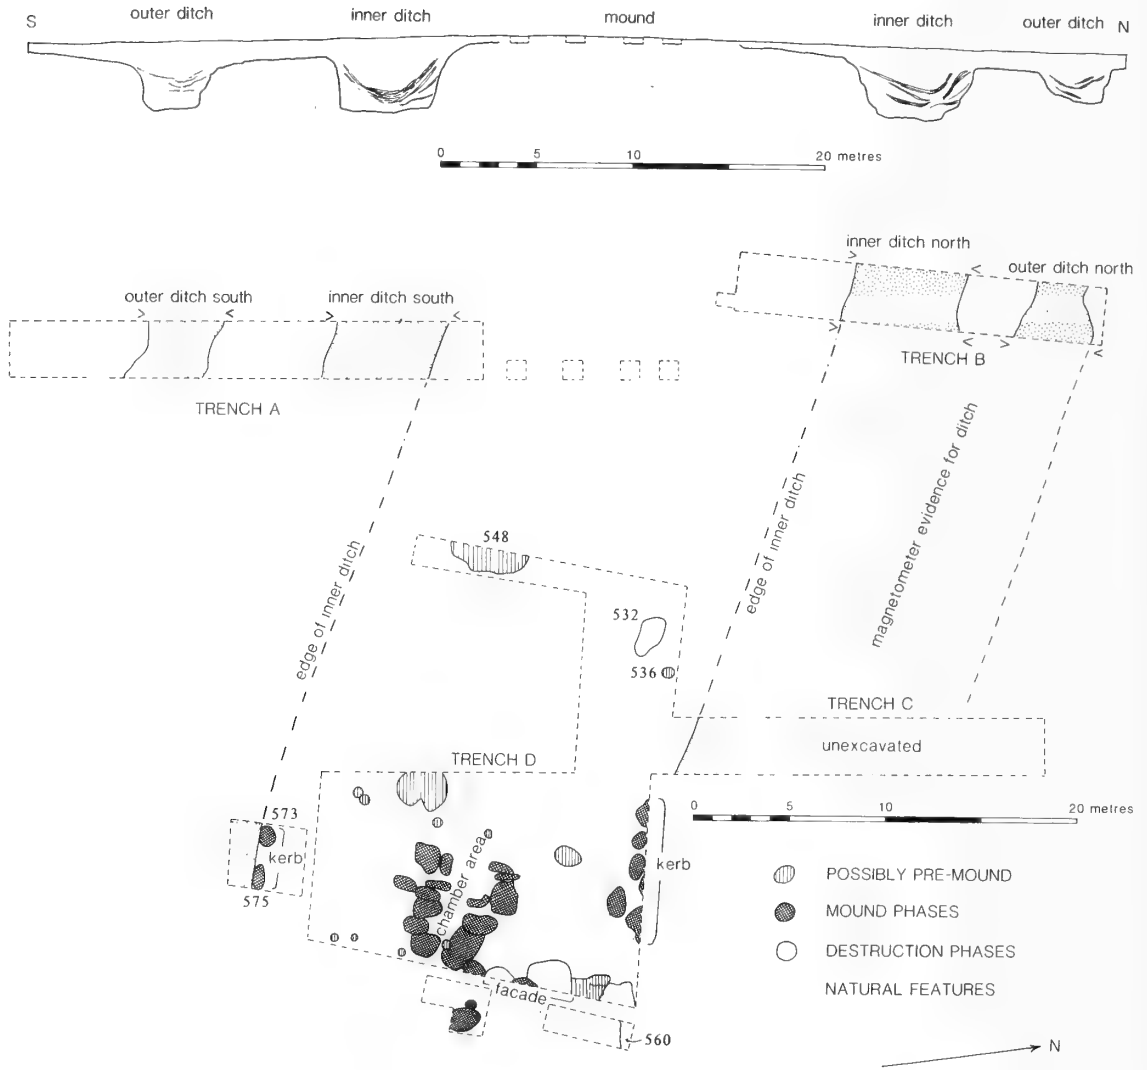 S
outer ditch
inner ditch
mound
inner ditch
outer ditch
N
0 5 10 20 metres
inner ditch north
outer ditch north
outer ditch south
inner ditch south
TRENCH B
TRENCH A
edge of inner ditch
edge of inner ditch
magnetometer evidence for ditch
548
532
536
TRENCH C
unexcavated
TRENCH D
0 5 10 20 metres
573
kerb
575
chamber area
kerb
facade
560
POSSIBLY PRE-MOUND
MOUND PHASES
DESTRUCTION PHASES
NATURAL FEATURES
N